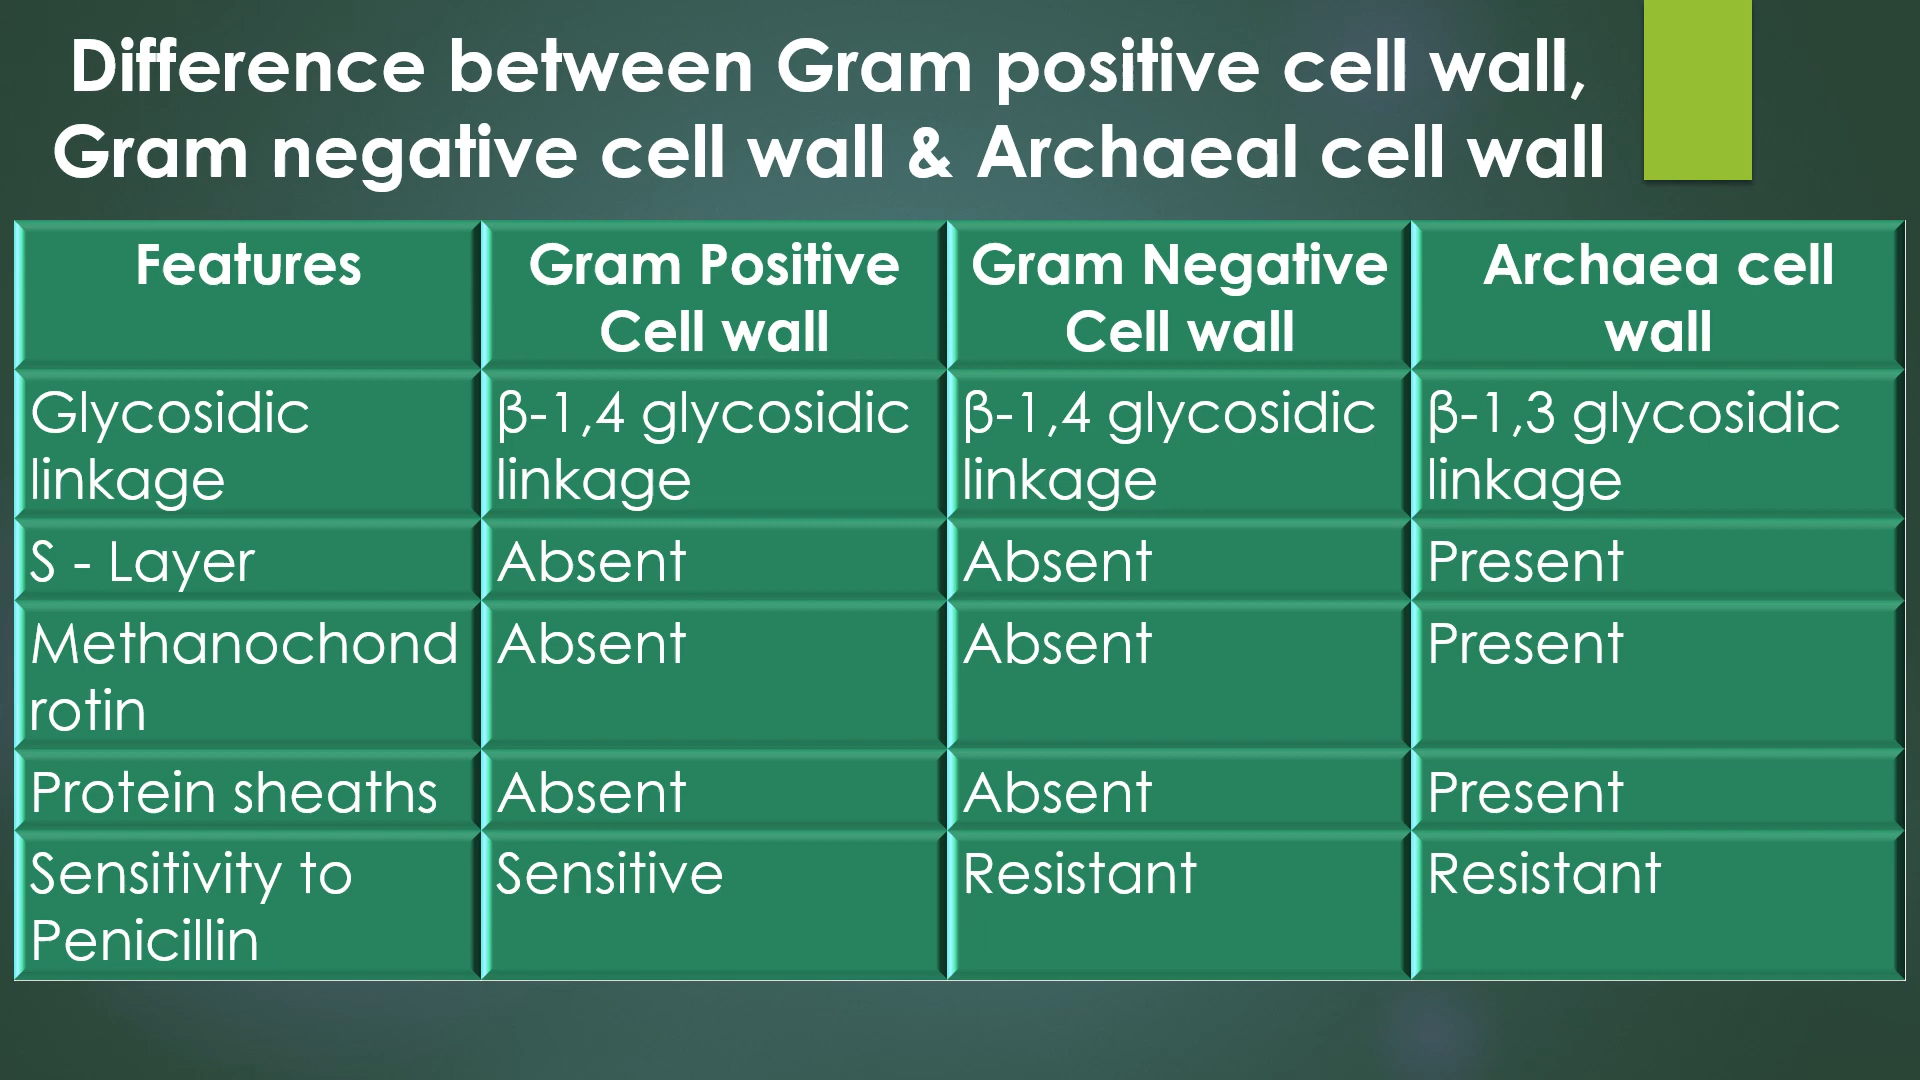 Difference between Gram positive cell wall,
Gram negative cell wall & Archaeal cell wall
Features
Gram Positive
Cell wall
Gram Negative
Cell wall
Archaea cell
wall
Glycosidic
linkage
β-1,4 glycosidic
linkage
β-1,4 glycosidic
linkage
β-1,3 glycosidic
linkage
S - Layer
Absent
Absent
Present
Methanochond
rotin
Absent
Absent
Present
Protein sheaths
Absent
Absent
Present
Sensitivity to
Penicillin
Sensitive
Resistant
Resistant